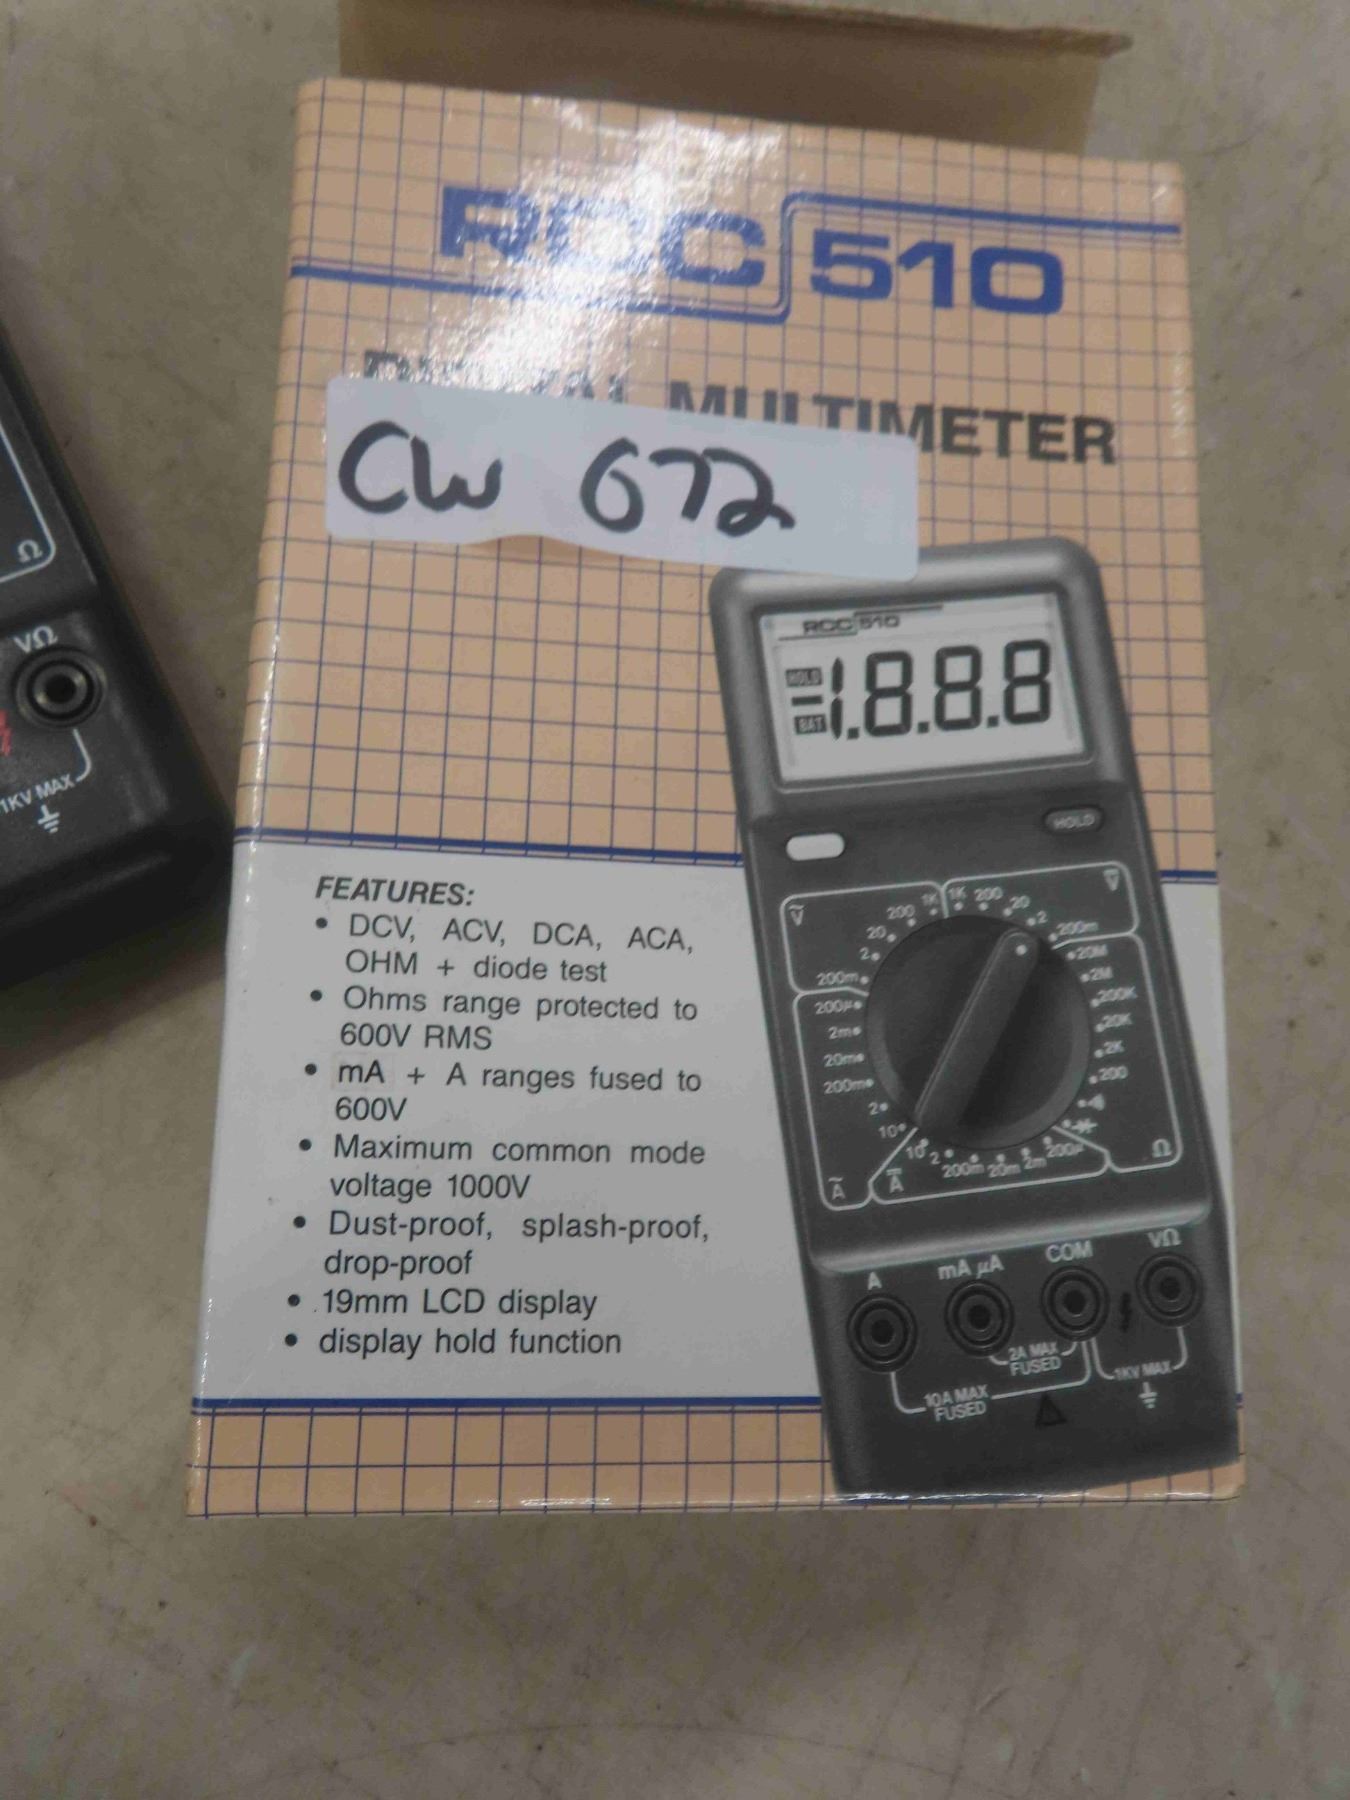 RCC 510
DIGITAL MULTIMETER
CW 672
RCC 510
HOLD
BAT
-1.8.8.8
HOLD
FEATURES:
• DCV, ACV, DCA, ACA,
OHM + diode test
• Ohms range protected to
600V RMS
• mA + A ranges fused to
600V
• Maximum common mode
voltage 1000V
• Dust-proof, splash-proof,
drop-proof
• .19mm LCD display
• display hold function
V
200m
2
20
200
1K
1K
200
20
2
200m
V
20M
2M
200K
20K
2K
200
Ω
200µ
2m
20m
200m
2
10
A
10
2
200m
20m
2m
200µ
A
A
mA µA
COM
VΩ
2A MAX
FUSED
10A MAX
FUSED
1KV MAX
Ω
VΩ
1KV MAX